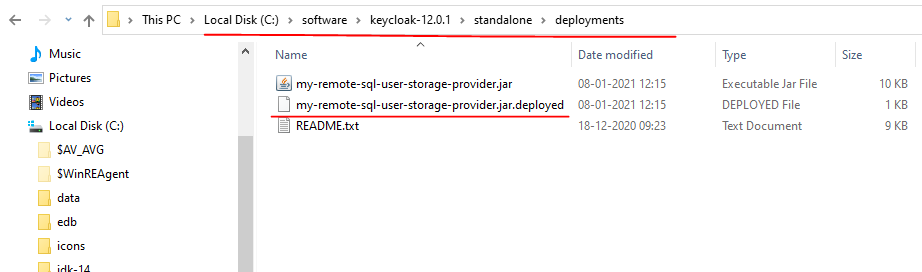 This PC > Local Disk (C:) > software > keycloak-12.0.1 > standalone > deployments
Music
Pictures
Videos
Local Disk (C:)
$AV_AVG
$WinREAgent
data
edb
icons
jdk-14
Name Date modified Type Size
my-remote-sql-user-storage-provider.jar 08-01-2021 12:15 Executable Jar File 10 KB
my-remote-sql-user-storage-provider.jar.deployed 08-01-2021 12:15 DEPLOYED File 1 KB
README.txt 18-12-2020 09:23 Text Document 9 KB